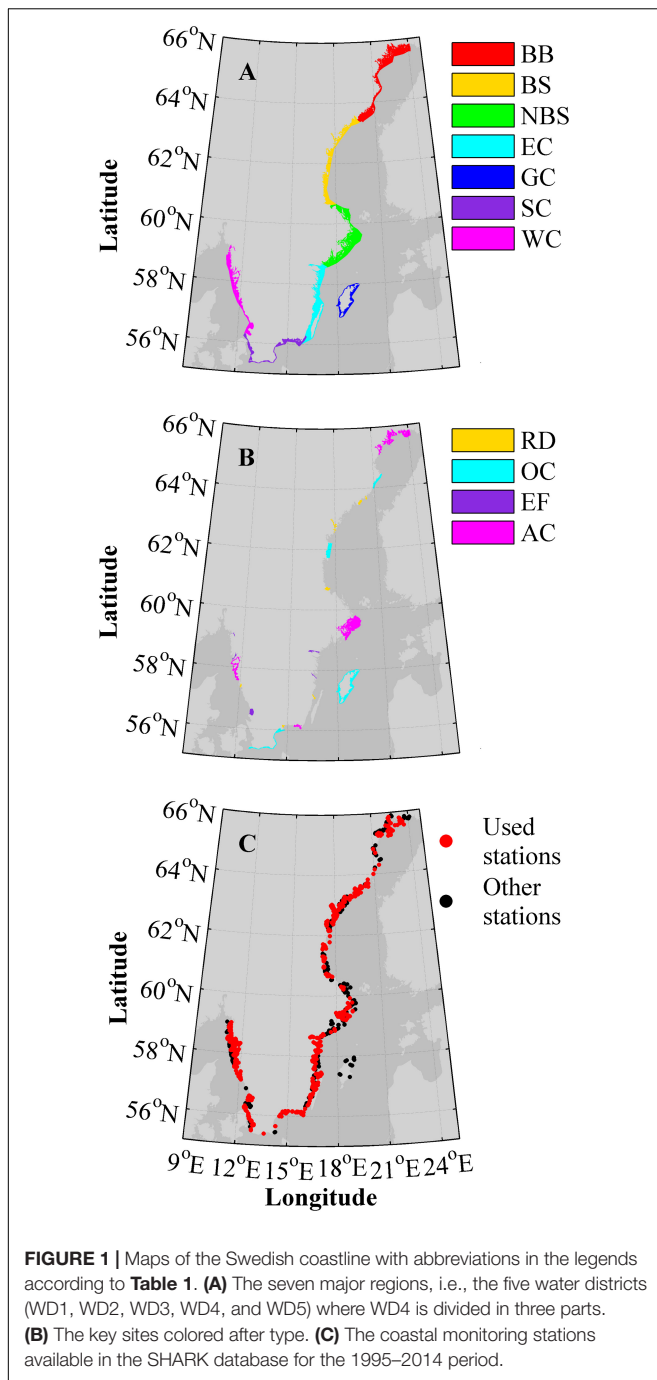 66°N
64°N
62°N
60°N
58°N
56°N
Latitude
A
BB
BS
NBS
EC
GC
SC
WC
66°N
64°N
62°N
60°N
58°N
56°N
Latitude
B
RD
OC
EF
AC
66°N
64°N
62°N
60°N
58°N
56°N
Latitude
C
Used
stations
Other
stations
9°E 12°E 15°E 18°E 21°E 24°E
Longitude
FIGURE 1 | Maps of the Swedish coastline with abbreviations in the legends
according to Table 1. (A) The seven major regions, i.e., the five water districts
(WD1, WD2, WD3, WD4, and WD5) where WD4 is divided in three parts.
(B) The key sites colored after type. (C) The coastal monitoring stations
available in the SHARK database for the 1995–2014 period.